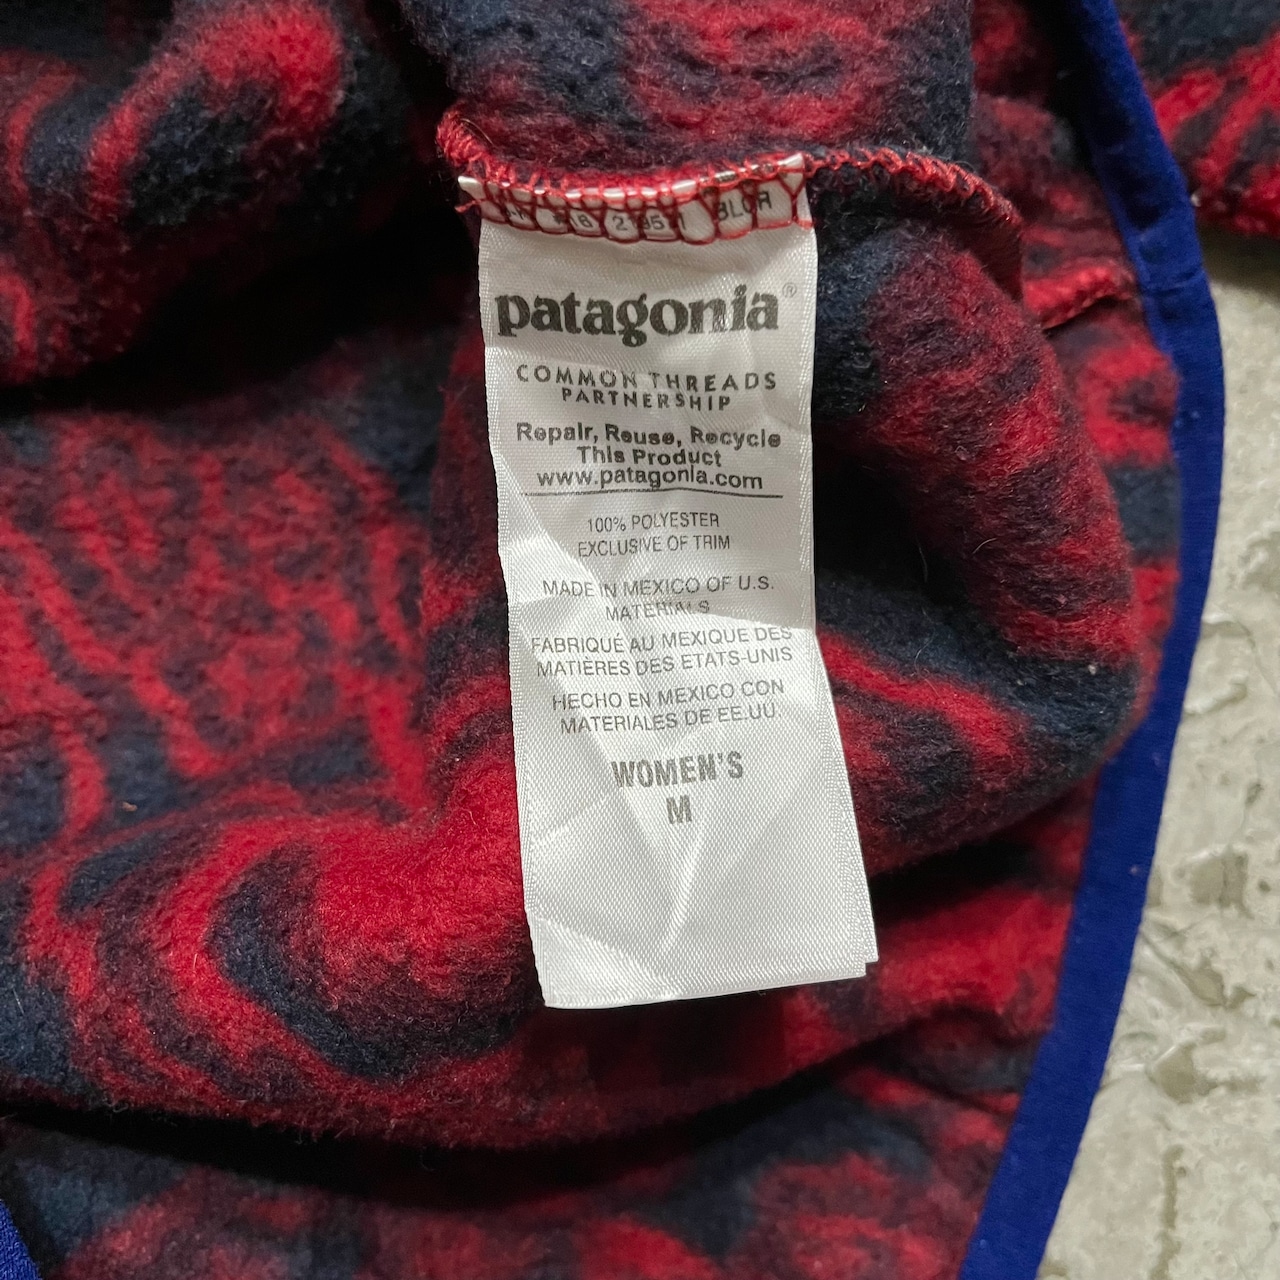 patagonia®
COMMON THREADS
PARTNERSHIP
Repair, Reuse, Recycle
This Product
www.patagonia.com
100% POLYESTER
EXCLUSIVE OF TRIM
MADE IN MEXICO OF U.S.
MATERIALS
FABRIQUÉ AU MEXIQUE DES
MATIÈRES DES ETATS-UNIS
HECHO EN MEXICO CON
MATERIALES DE EE.UU.
WOMEN'S
M